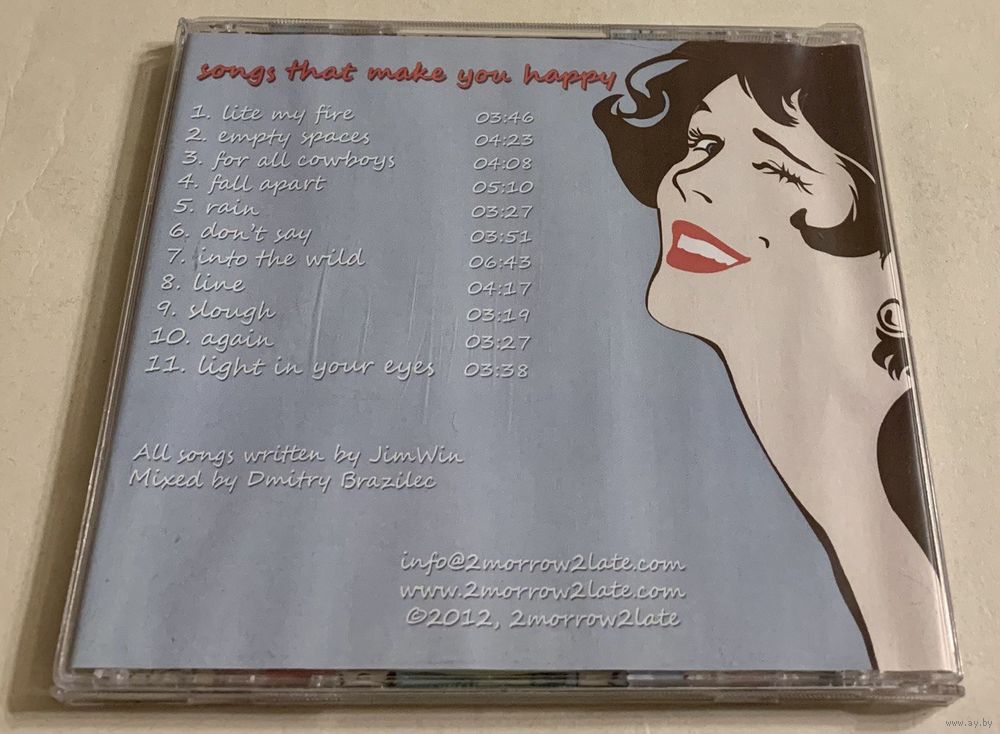 songs that make you happy
1. lite my fire 03:46
2. empty spaces 04:23
3. for all cowboys 04:08
4. fall apart 05:10
5. rain 03:27
6. don't say 03:51
7. into the wild 06:43
8. line 04:17
9. slough 03:19
10. again 03:27
11. light in your eyes 03:38
All songs written by JimWin
Mixed by Dmitry Brazilec
info@2morrow2late.com
www.2morrow2late.com
©2012, 2morrow2late
www.ay.by